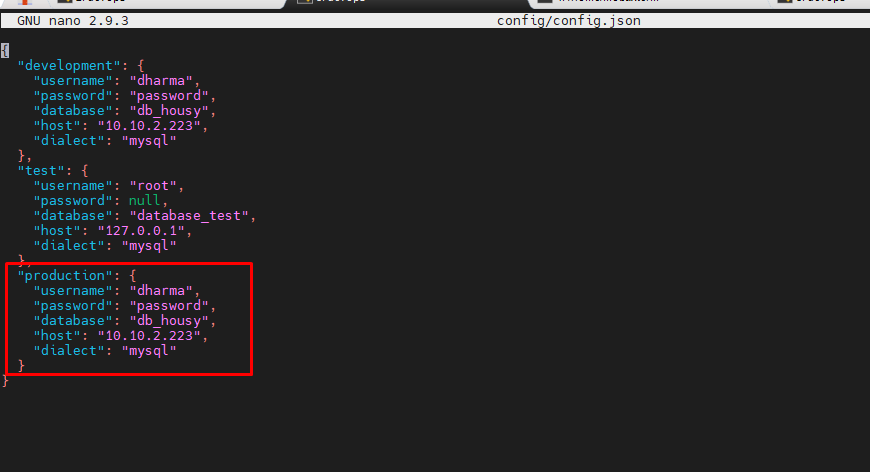 GNU nano 2.9.3 config/config.json
{
"development": {
"username": "dharma",
"password": "password",
"database": "db_housy",
"host": "10.10.2.223",
"dialect": "mysql"
},
"test": {
"username": "root",
"password": null,
"database": "database_test",
"host": "127.0.0.1",
"dialect": "mysql"
},
"production": {
"username": "dharma",
"password": "password",
"database": "db_housy",
"host": "10.10.2.223",
"dialect": "mysql"
}
}